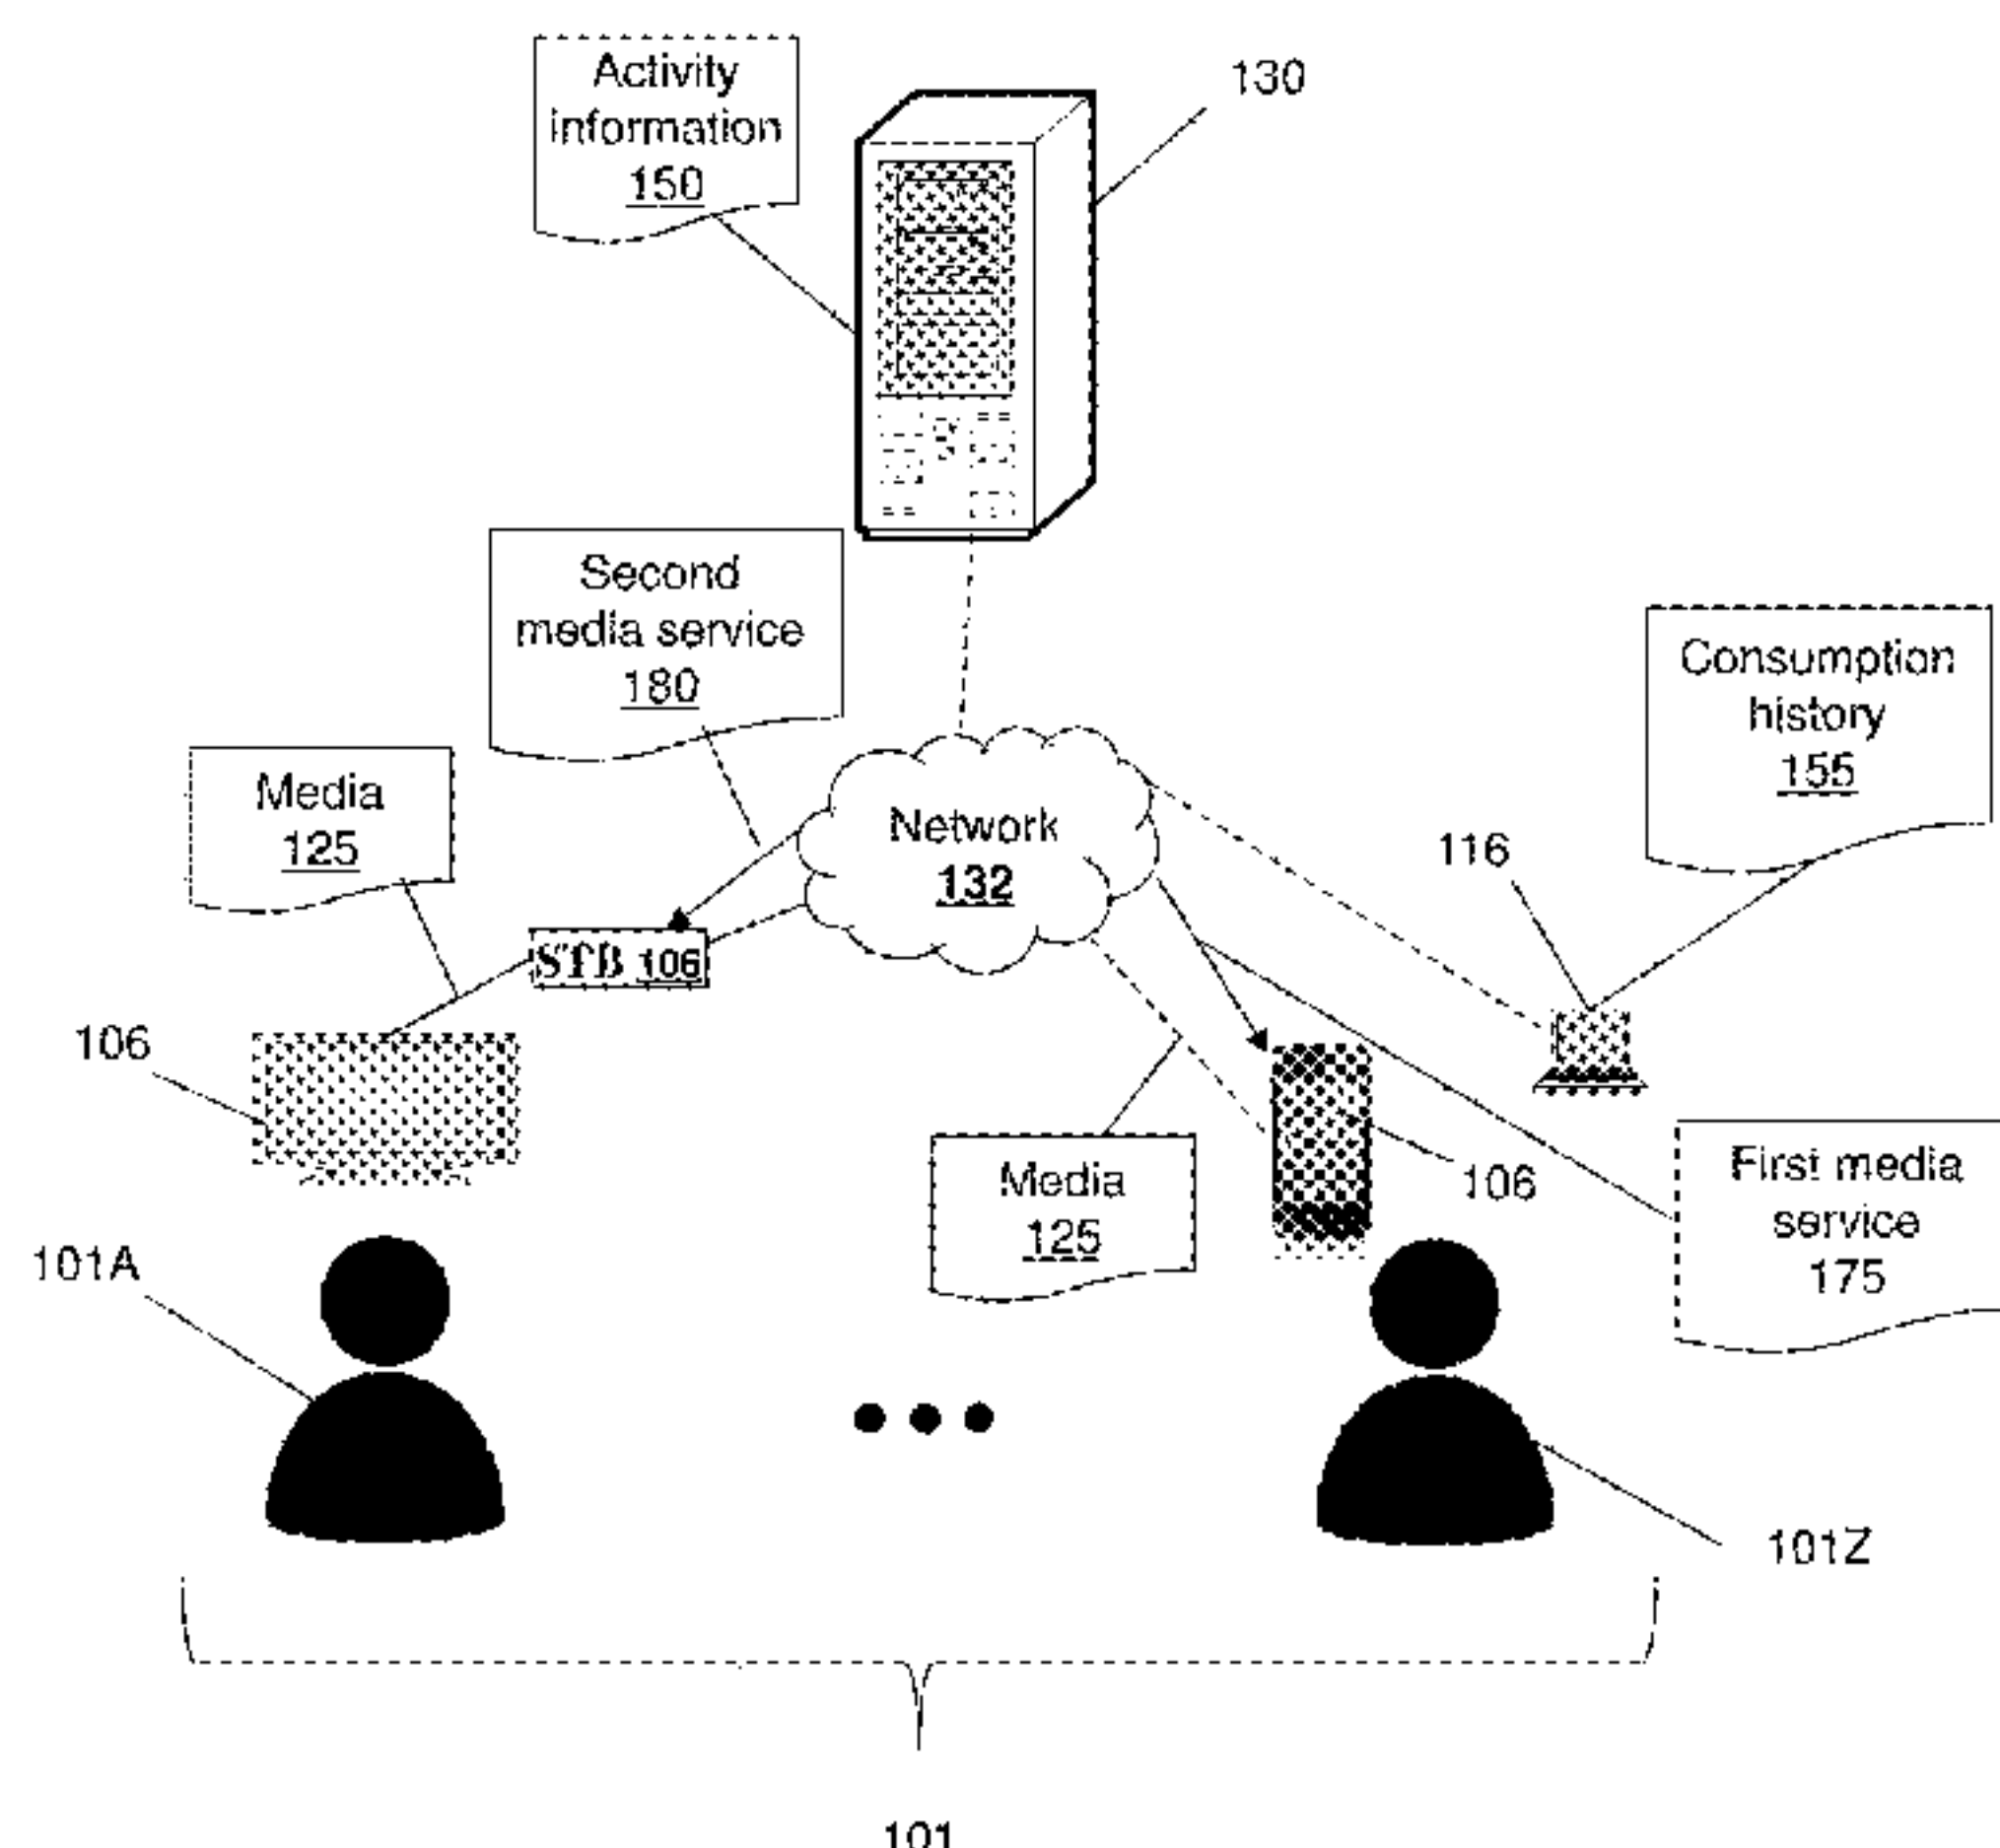 Activity
information
150
130
Second
media service
180
Consumption
history
155
Media
125
Network
132
116
STB 106
106
Media
125
106
First media
service
175
101A
101Z
101